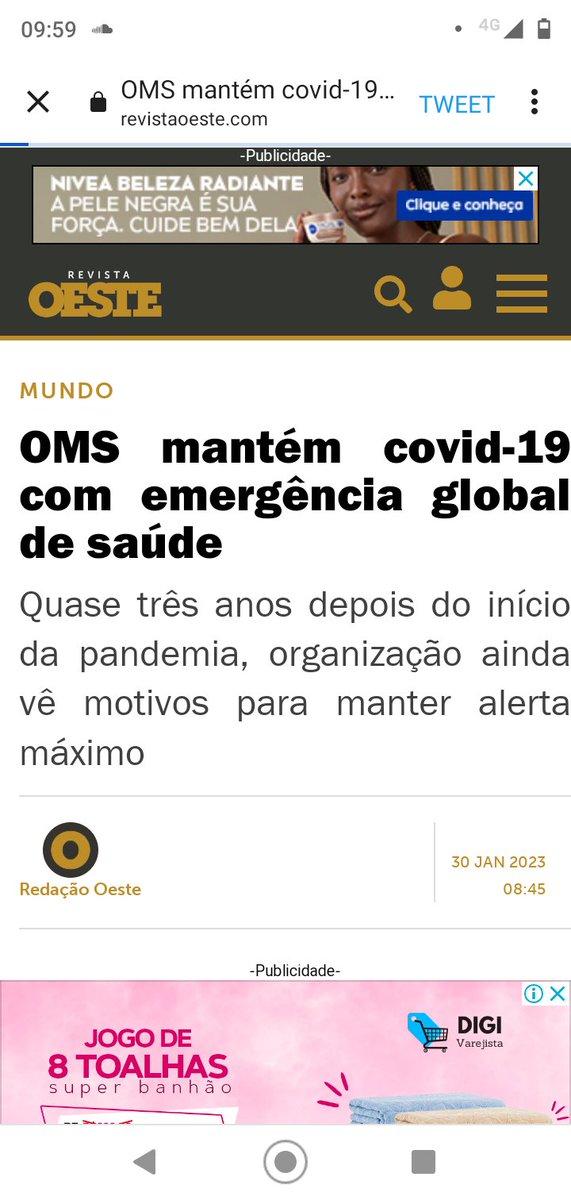 09:59
4G
OMS mantém covid-19...
revistaoeste.com
TWEET
-Publicidade-
NIVEA BELEZA RADIANTE
A PELE NEGRA É SUA
FORÇA. CUIDE BEM DELA
Clique e conheça
REVISTA
OESTE
MUNDO
OMS mantém covid-19
com emergência global
de saúde
Quase três anos depois do início
da pandemia, organização ainda
vê motivos para manter alerta
máximo
O
Redação Oeste
30 JAN 2023
08:45
-Publicidade-
JOGO DE
8 TOALHAS
super banhão
DIGI
Varejista